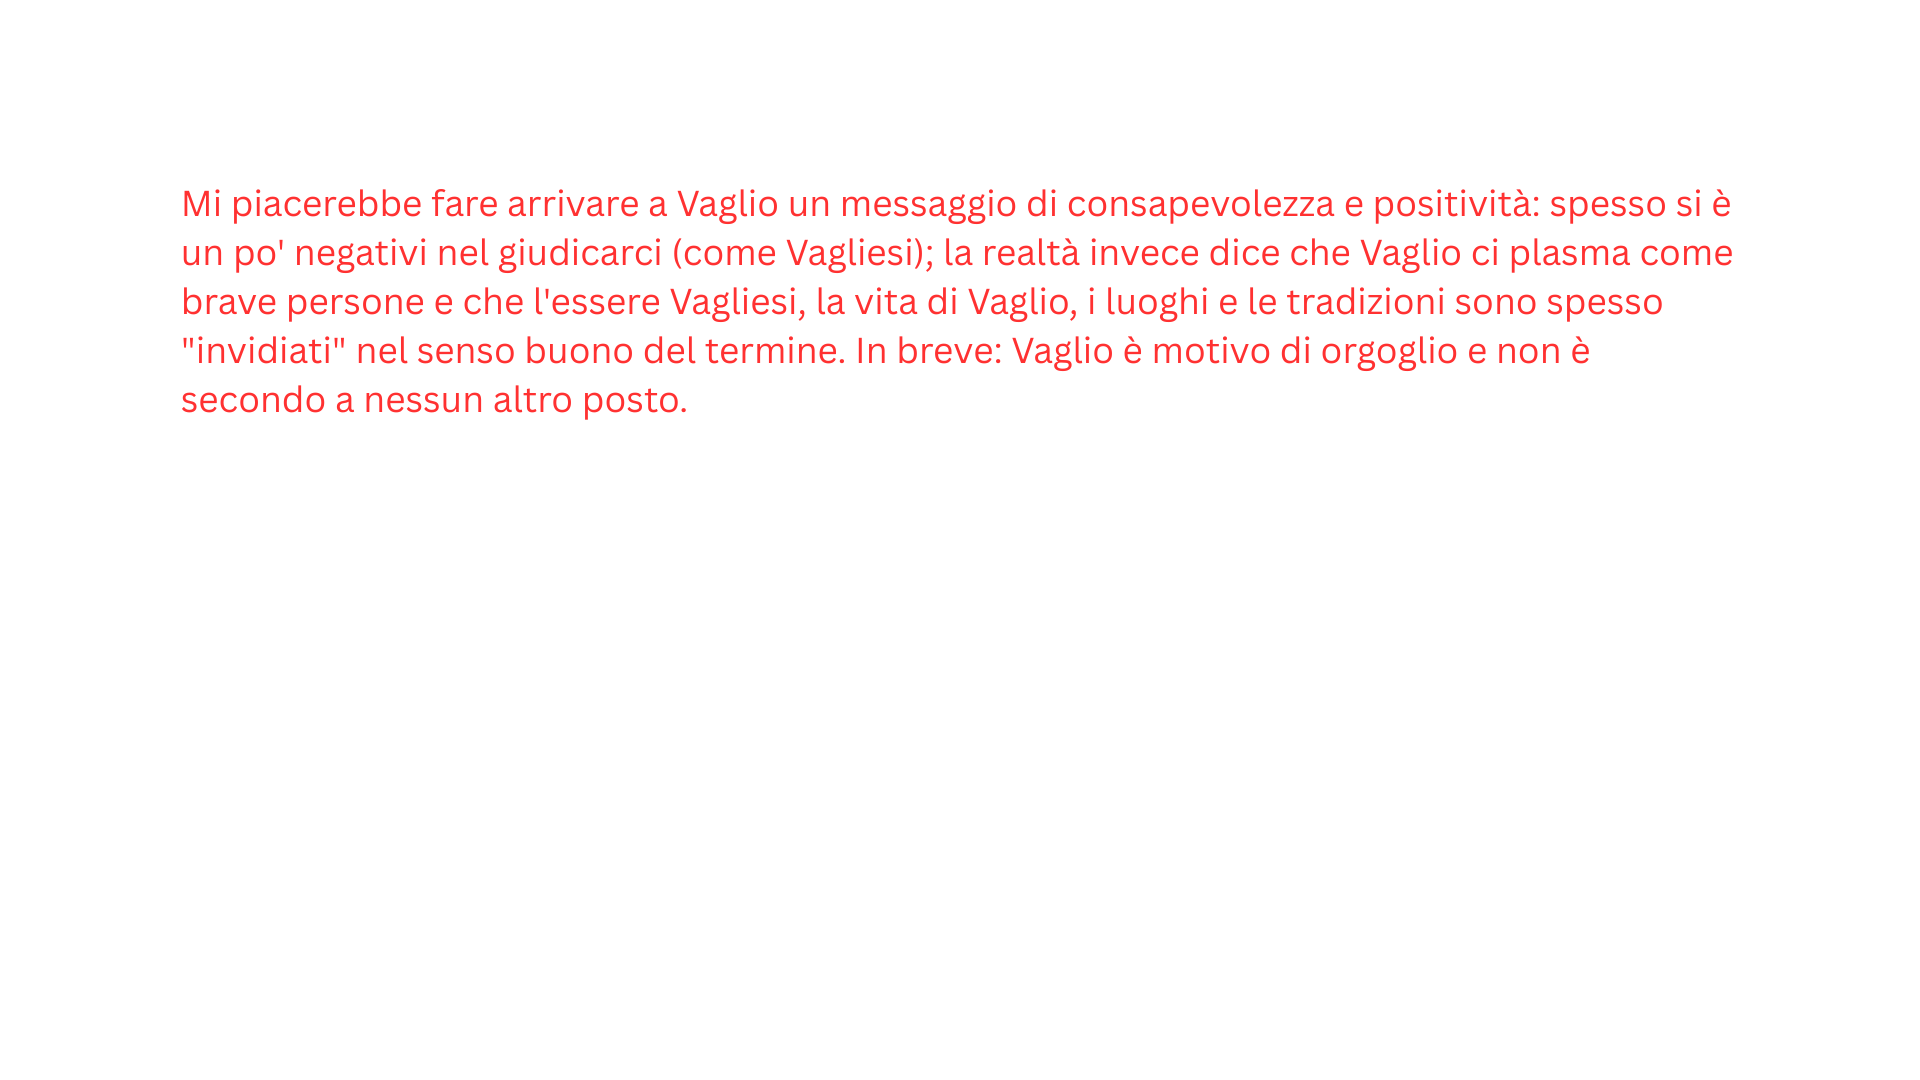 Mi piacerebbe fare arrivare a Vaglio un messaggio di consapevolezza e positività: spesso si è
un po' negativi nel giudicarci (come Vagliesi); la realtà invece dice che Vaglio ci plasma come
brave persone e che l'essere Vagliesi, la vita di Vaglio, i luoghi e le tradizioni sono spesso
"invidiati" nel senso buono del termine. In breve: Vaglio è motivo di orgoglio e non è
secondo a nessun altro posto.